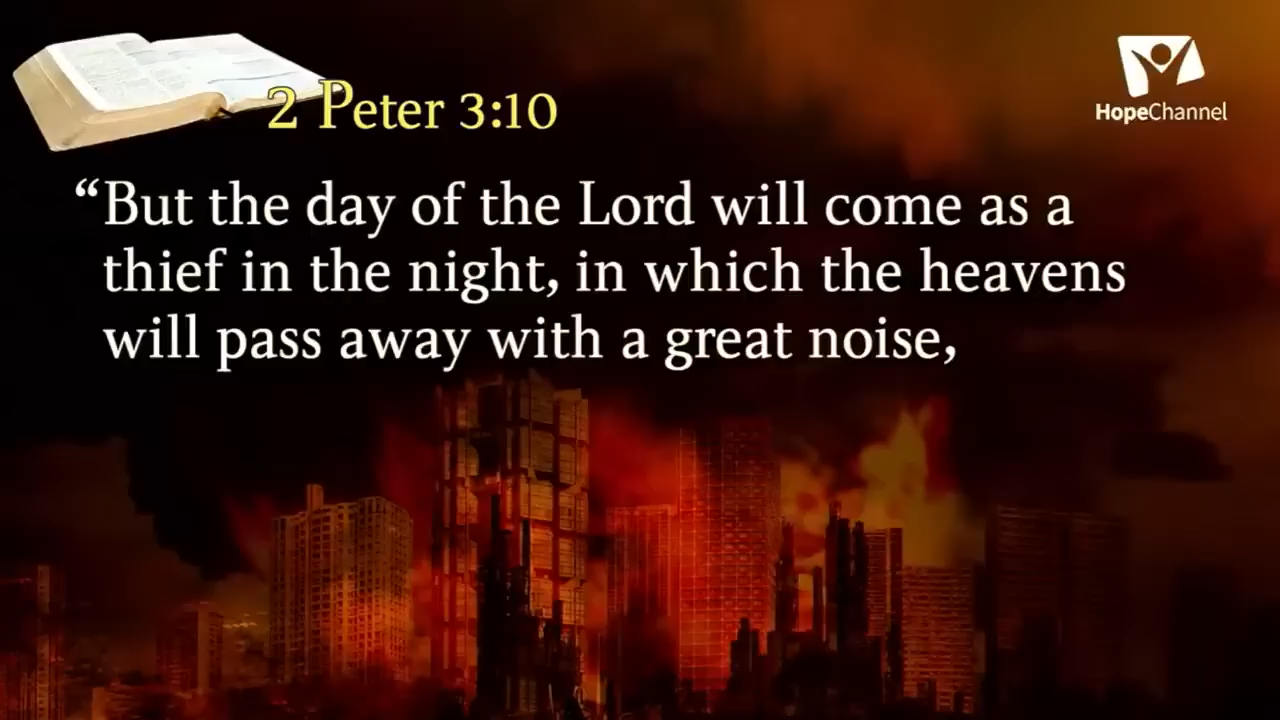 2 Peter 3:10
HopeChannel
“But the day of the Lord will come as a
thief in the night, in which the heavens
will pass away with a great noise,